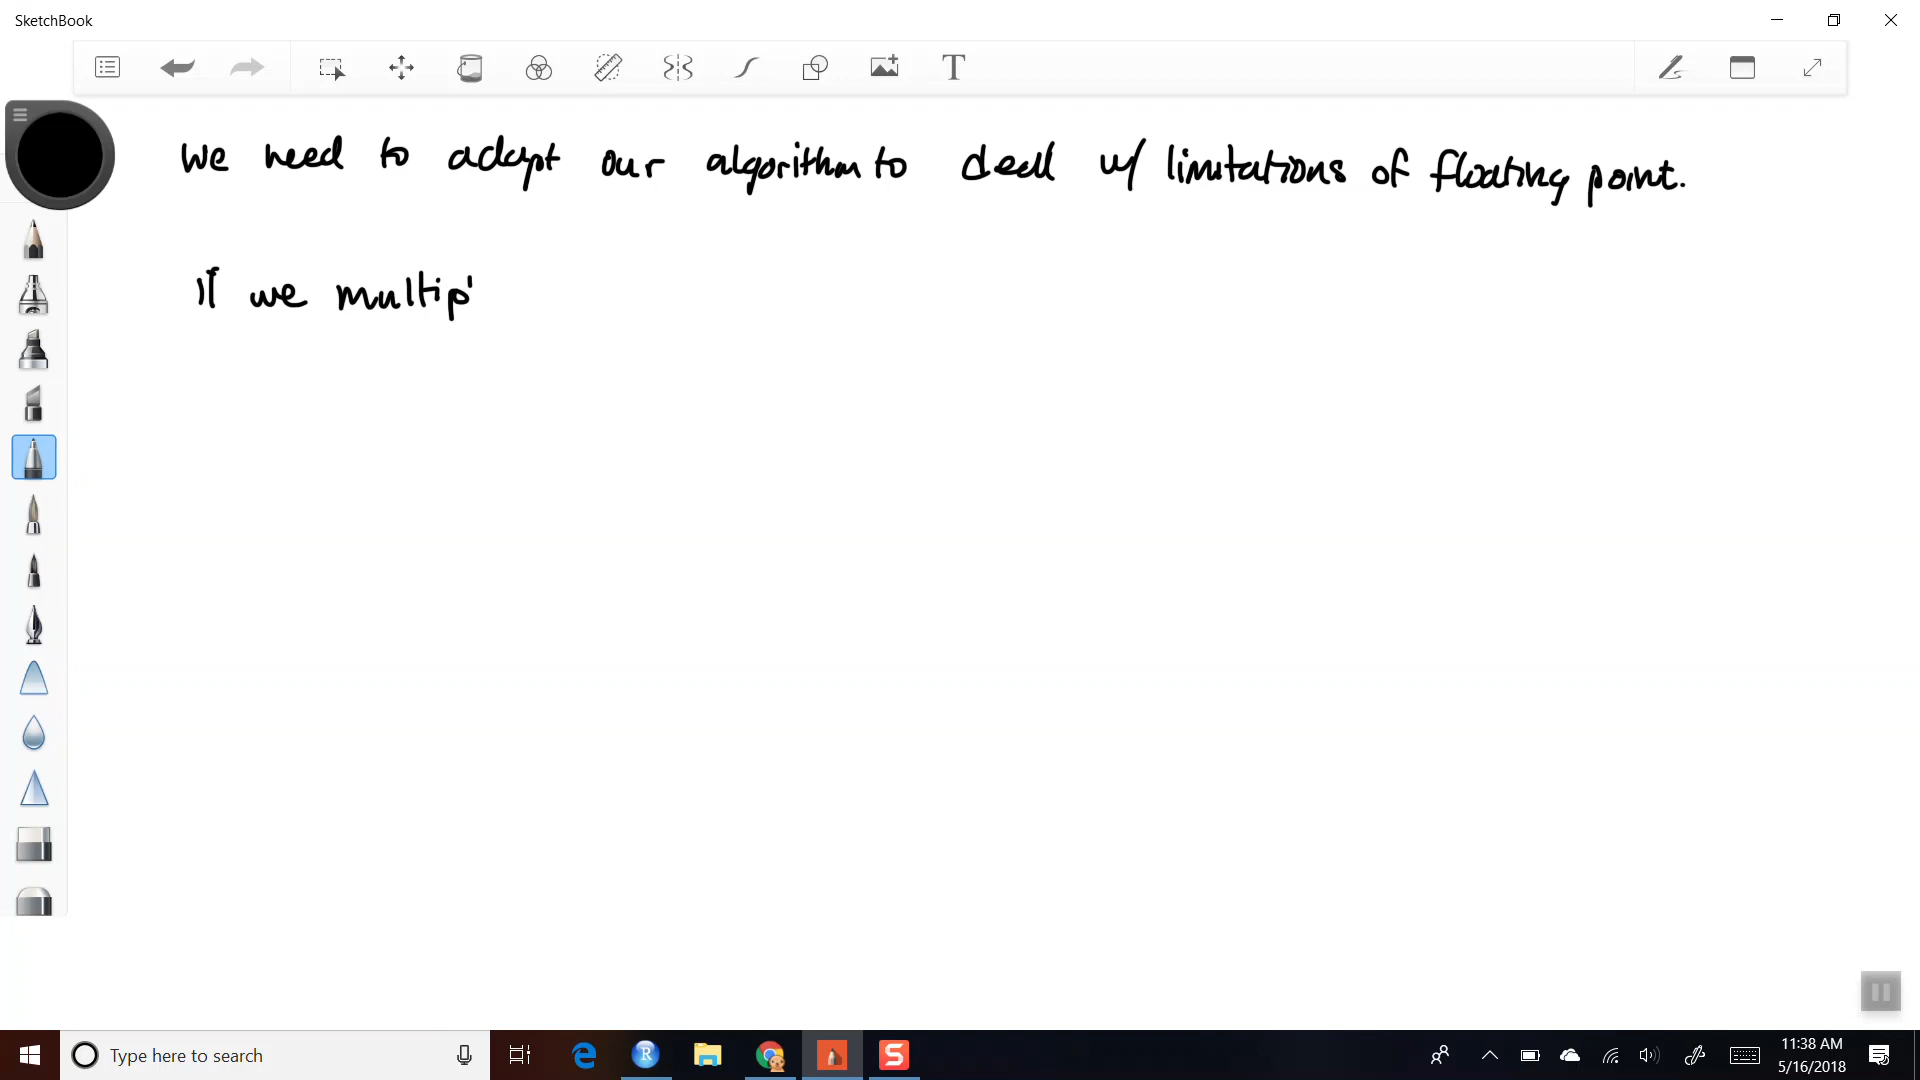 SketchBook
T
We need to adapt our algorithm to deal w/ limitations of floating point.
If we multip
Type here to search
11:38 AM
5/16/2018